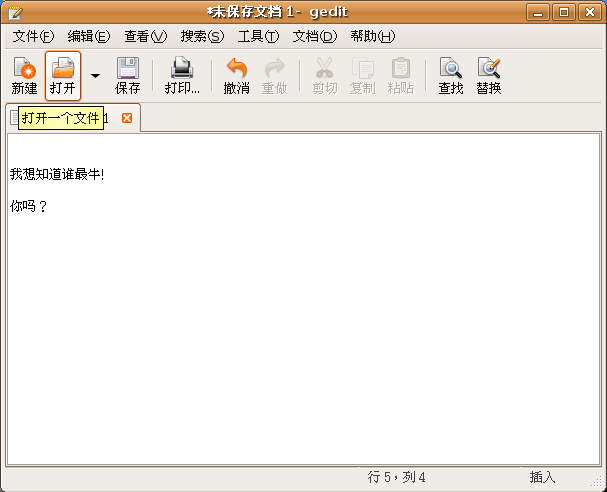 *未保存文档 1 - gedit
文件(F) 编辑(E) 查看(V) 搜索(S) 工具(T) 文档(D) 帮助(H)
新建 打开 保存 打印... 撤消 重做 剪切 复制 粘贴 查找 替换
打开一个文件 1
我想知道谁最牛!
你吗？
行 5，列 4 插入